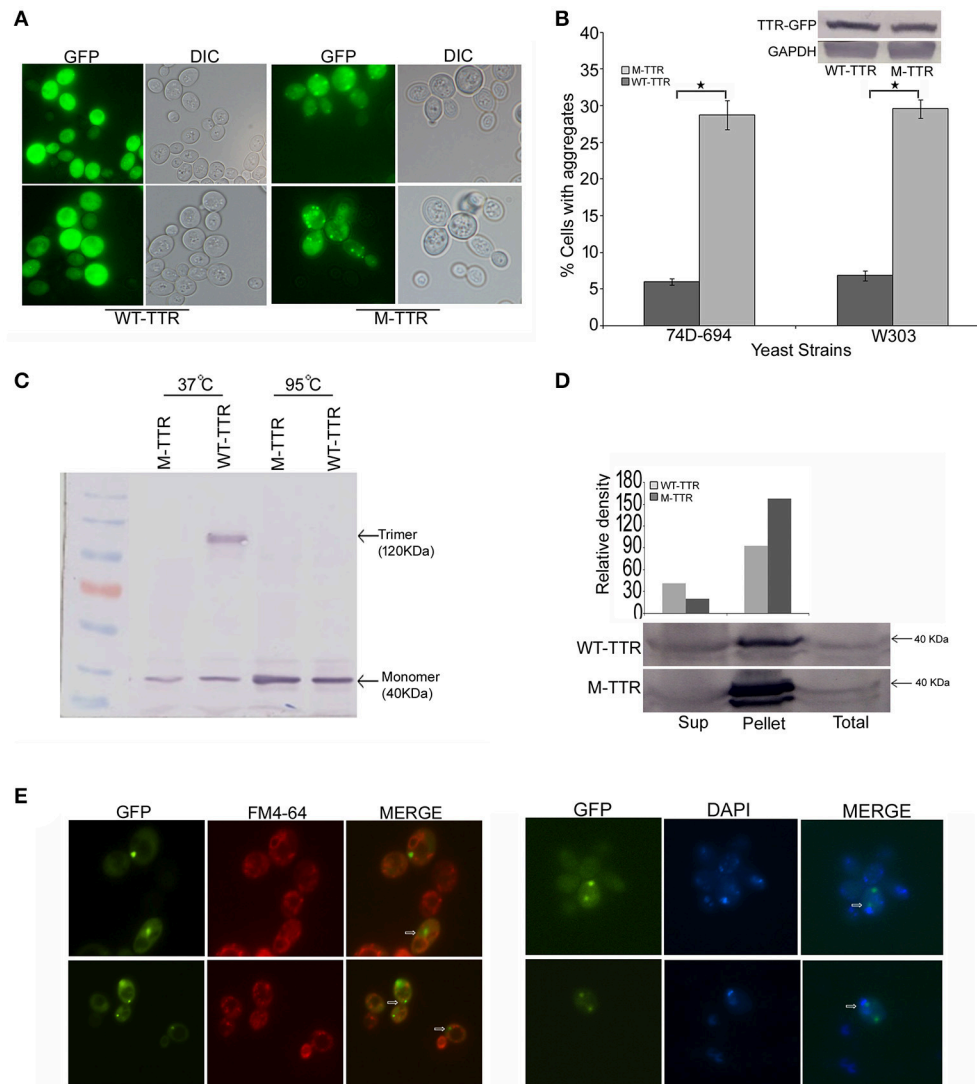 A
GFP
DIC
GFP
DIC
WT-TTR
M-TTR
B
TTR-GFP
GAPDH
WT-TTR
M-TTR
M-TTR
WT-TTR
% Cells with aggregates
40
35
30
25
20
15
10
5
0
★
★
74D-694
W303
Yeast Strains
C
37°C
95°C
M-TTR
WT-TTR
M-TTR
WT-TTR
Trimer
(120KDa)
Monomer
(40KDa)
D
Relative density
180
150
120
90
60
30
0
WT-TTR
M-TTR
WT-TTR
40 KDa
M-TTR
40 KDa
Sup
Pellet
Total
E
GFP
FM4-64
MERGE
GFP
DAPI
MERGE